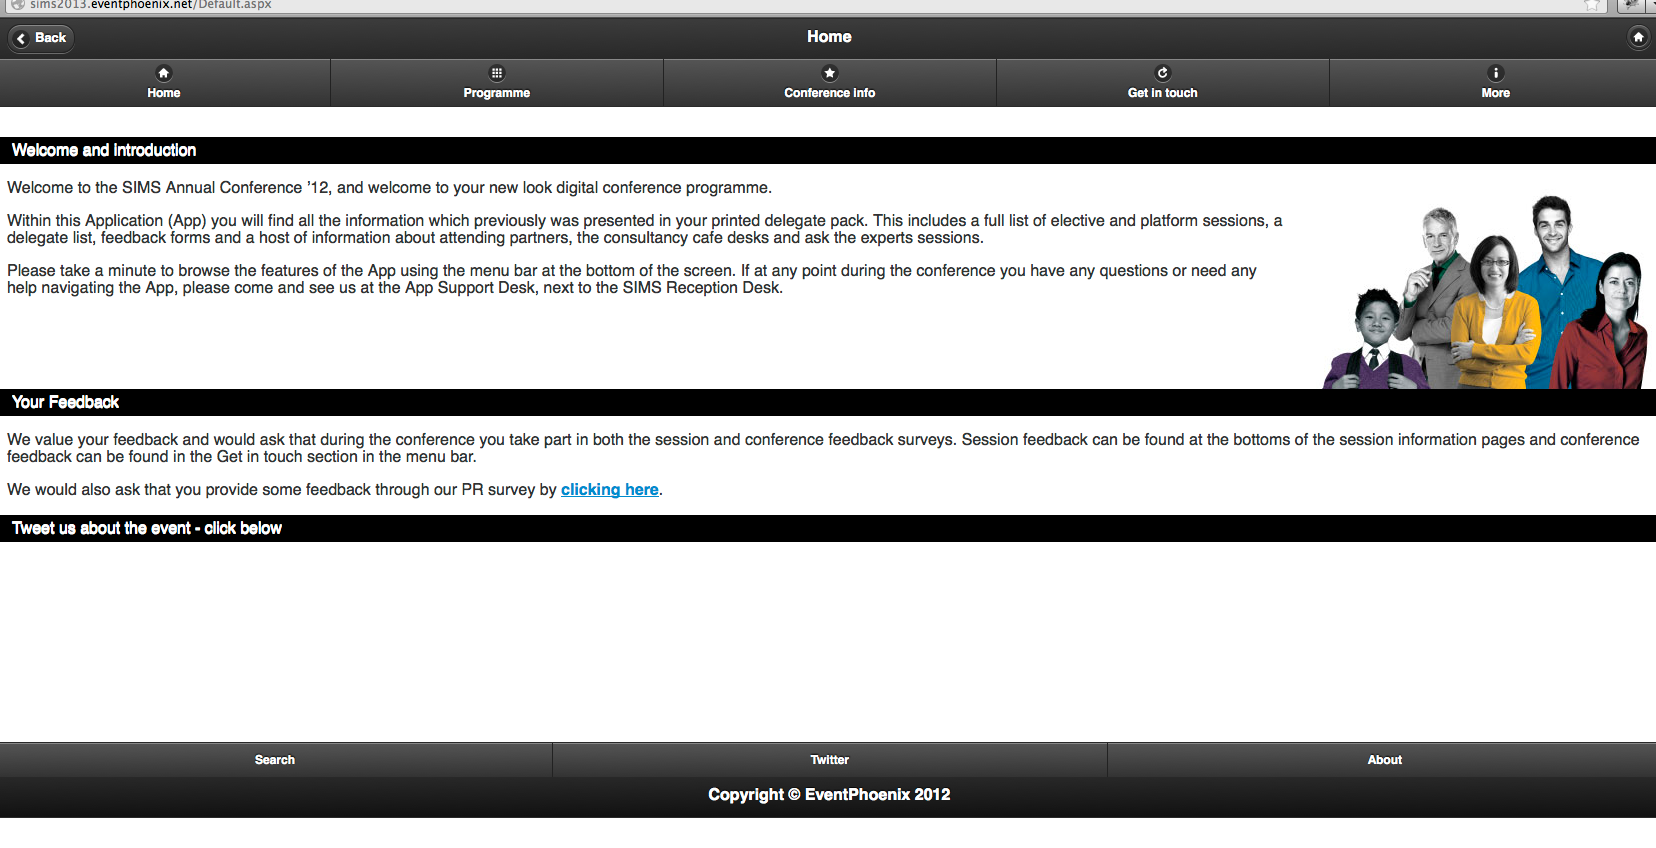 sims2013.eventphoenix.net/Default.aspx
Back
Home
Home
Programme
Conference info
Get in touch
More
Welcome and introduction
Welcome to the SIMS Annual Conference ’12, and welcome to your new look digital conference programme.
Within this Application (App) you will find all the information which previously was presented in your printed delegate pack. This includes a full list of elective and platform sessions, a
delegate list, feedback forms and a host of information about attending partners, the consultancy cafe desks and ask the experts sessions.
Please take a minute to browse the features of the App using the menu bar at the bottom of the screen. If at any point during the conference you have any questions or need any
help navigating the App, please come and see us at the App Support Desk, next to the SIMS Reception Desk.
Your Feedback
We value your feedback and would ask that during the conference you take part in both the session and conference feedback surveys. Session feedback can be found at the bottoms of the session information pages and conference
feedback can be found in the Get in touch section in the menu bar.
We would also ask that you provide some feedback through our PR survey by clicking here.
Tweet us about the event - click below
Search
Twitter
About
Copyright © EventPhoenix 2012